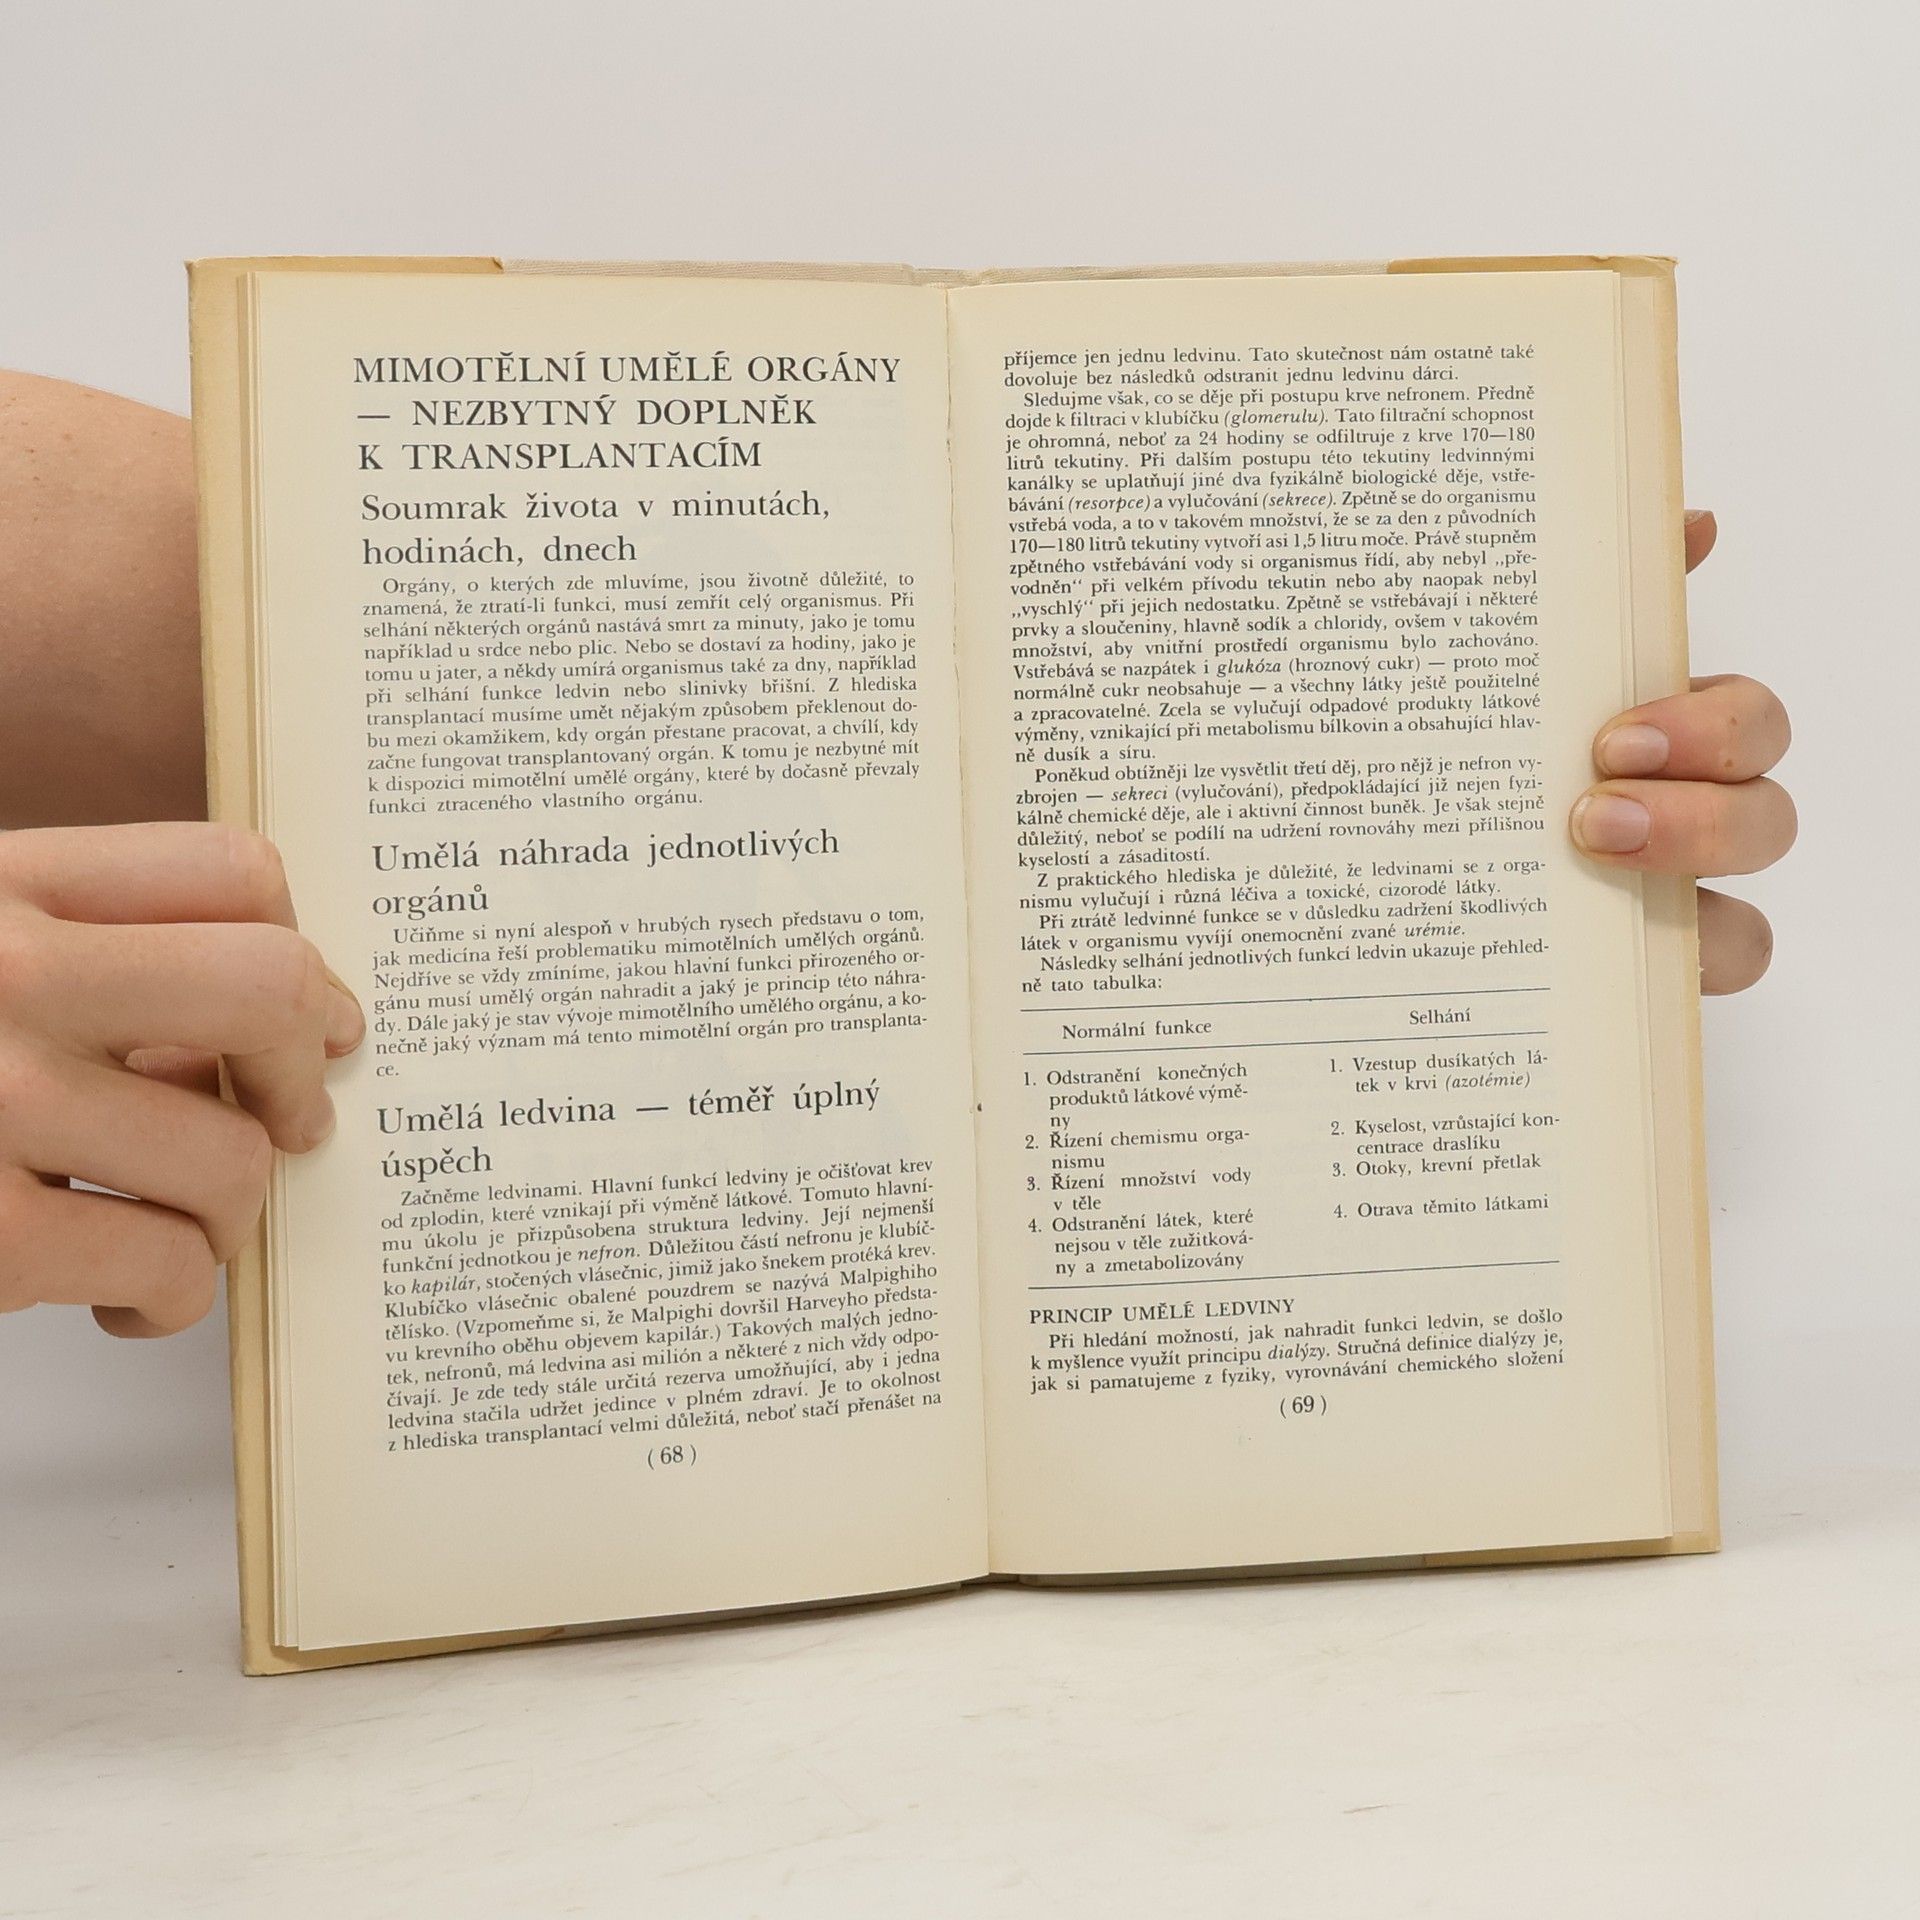 MIMOTĚLNÍ UMĚLÉ ORGÁNY
— NEZBYTNÝ DOPLNĚK
K TRANSPLANTACÍM
Soumrak života v minutách,
hodinách, dnech
Orgány, o kterých zde mluvíme, jsou životně důležité, to
znamená, že ztratí-li funkci, musí zemřít celý organismus. Při
selhání některých orgánů nastává smrt za minuty, jako je tomu
například u srdce nebo plic. Nebo se dostaví za hodiny, jako je
tomu u jater, a někdy umírá organismus také za dny, například
při selhání funkce ledvin nebo slinivky břišní. Z hlediska
transplantací musíme umět nějakým způsobem překlenout do-
bu mezi okamžikem, kdy orgán přestane pracovat, a chvílí, kdy
začne fungovat transplantovaný orgán. K tomu je nezbytné mít
k dispozici mimotělní umělé orgány, které by dočasně převzaly
funkci ztraceného vlastního orgánu.
Umělá náhrada jednotlivých
orgánů
Učiňme si nyní alespoň v hrubých rysech představu o tom,
jak medicína řeší problematiku mimotělních umělých orgánů.
Nejdříve se vždy zmíníme, jakou hlavní funkci přirozeného or-
gánu musí umělý orgán nahradit a jaký je princip této náhra-
dy. Dále jaký je stav vývoje mimotělního umělého orgánu, a ko-
nečně jaký význam má tento mimotělní orgán pro transplanta-
ce.
Umělá ledvina — téměř úplný
úspěch
Začněme ledvinami. Hlavní funkcí ledviny je očišťovat krev
od zplodin, které vznikají při výměně látkové. Tomuto hlavní-
mu úkolu je přizpůsobena struktura ledviny. Její nejmenší
funkční jednotkou je nefron. Důležitou částí nefronu je klubíč-
ko kapilár, stočených vlásečnic, jimiž jako šnekem protéká krev.
Klubíčko vlásečnic obalené pouzdrem se nazývá Malpighiho
tělísko. (Vzpomeňme si, že Malpighi dovršil Harveyho předsta-
vu krevního oběhu objevem kapilár.) Takových malých jedno-
tek, nefronů, má ledvina asi milión a některé z nich vždy odpo-
čívají. Je zde tedy stále určitá rezerva umožňující, aby i jedna
ledvina stačila udržet jedince v plném zdraví. Je to okolnost
z hlediska transplantací velmi důležitá, neboť stačí přenášet na
(68)
příjemce jen jednu ledvinu. Tato skutečnost nám ostatně také
dovoluje bez následků odstranit jednu ledvinu dárci.
Sledujme však, co se děje při postupu krve nefronem. Předně
dojde k filtraci v klubíčku (glomerulu). Tato filtrační schopnost
je ohromná, neboť za 24 hodiny se odfiltruje z krve 170—180
litrů tekutiny. Při dalším postupu této tekutiny ledvinnými
kanálky se uplatňují jiné dva fyzikálně biologické děje, vstře-
bávání (resorpce) a vylučování (sekrece). Zpětně se do organismu
vstřebá voda, a to v takovém množství, že se za den z původních
170—180 litrů tekutiny vytvoří asi 1,5 litru moče. Právě stupněm
zpětného vstřebávání vody si organismus řídí, aby nebyl „pře-
vodněn“ při velkém přívodu tekutin nebo aby naopak nebyl
„vyschlý“ při jejich nedostatku. Zpětně se vstřebávají i některé
prvky a sloučeniny, hlavně sodík a chloridy, ovšem v takovém
množství, aby vnitřní prostředí organismu bylo zachováno.
Vstřebává se nazpátek i glukóza (hroznový cukr) — proto moč
normálně cukr neobsahuje — a všechny látky ještě použitelné
a zpracovatelné. Zcela se vylučují odpadové produkty látkové
výměny, vznikající při metabolismu bílkovin a obsahující hlav-
ně dusík a síru.
Poněkud obtížněji lze vysvětlit třetí děj, pro nějž je nefron vy-
zbrojen — sekreci (vylučování), předpokládající již nejen fyzi-
kálně chemické děje, ale i aktivní činnost buněk. Je však stejně
důležitý, neboť se podílí na udržení rovnováhy mezi přílišnou
kyselostí a zásaditostí.
Z praktického hlediska je důležité, že ledvinami se z orga-
nismu vylučují i různá léčiva a toxické, cizorodé látky.
Při ztrátě ledvinné funkce se v důsledku zadržení škodlivých
látek v organismu vyvíjí onemocnění zvané urémie.
Následky selhání jednotlivých funkcí ledvin ukazuje přehled-
ně tato tabulka:
Normální funkce
Selhání
1. Odstranění konečných
produktů látkové výmě-
ny
1. Vzestup dusíkatých lá-
tek v krvi (azotémie)
2. Řízení chemismu orga-
nismu
2. Kyselost, vzrůstající kon-
centrace draslíku
3. Řízení množství vody
v těle
3. Otoky, krevní přetlak
4. Odstranění látek, které
nejsou v těle zužitková-
ny a zmetabolizovány
4. Otrava těmito látkami
PRINCIP UMĚLÉ LEDVINY
Při hledání možností, jak nahradit funkci ledvin, se došlo
k myšlence využít principu dialýzy. Stručná definice dialýzy je,
jak si pamatujeme z fyziky, vyrovnávání chemického složení
(69)